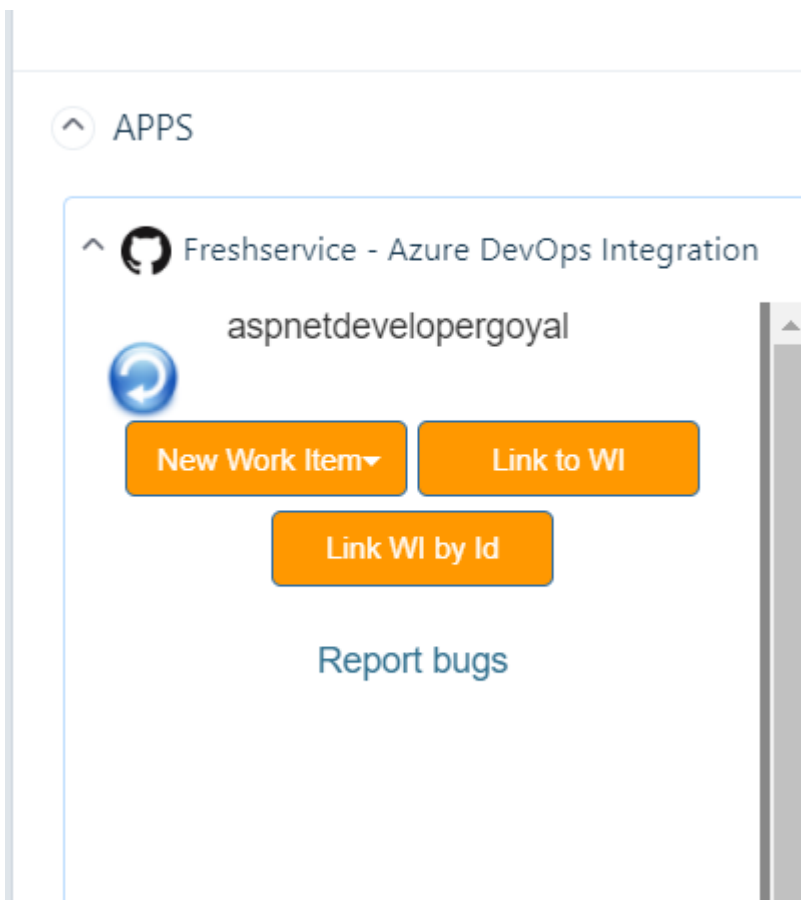 APPS
Freshservice - Azure DevOps Integration
aspnetdevelopergoyal
New Work Item
Link to WI
Link WI by Id
Report bugs